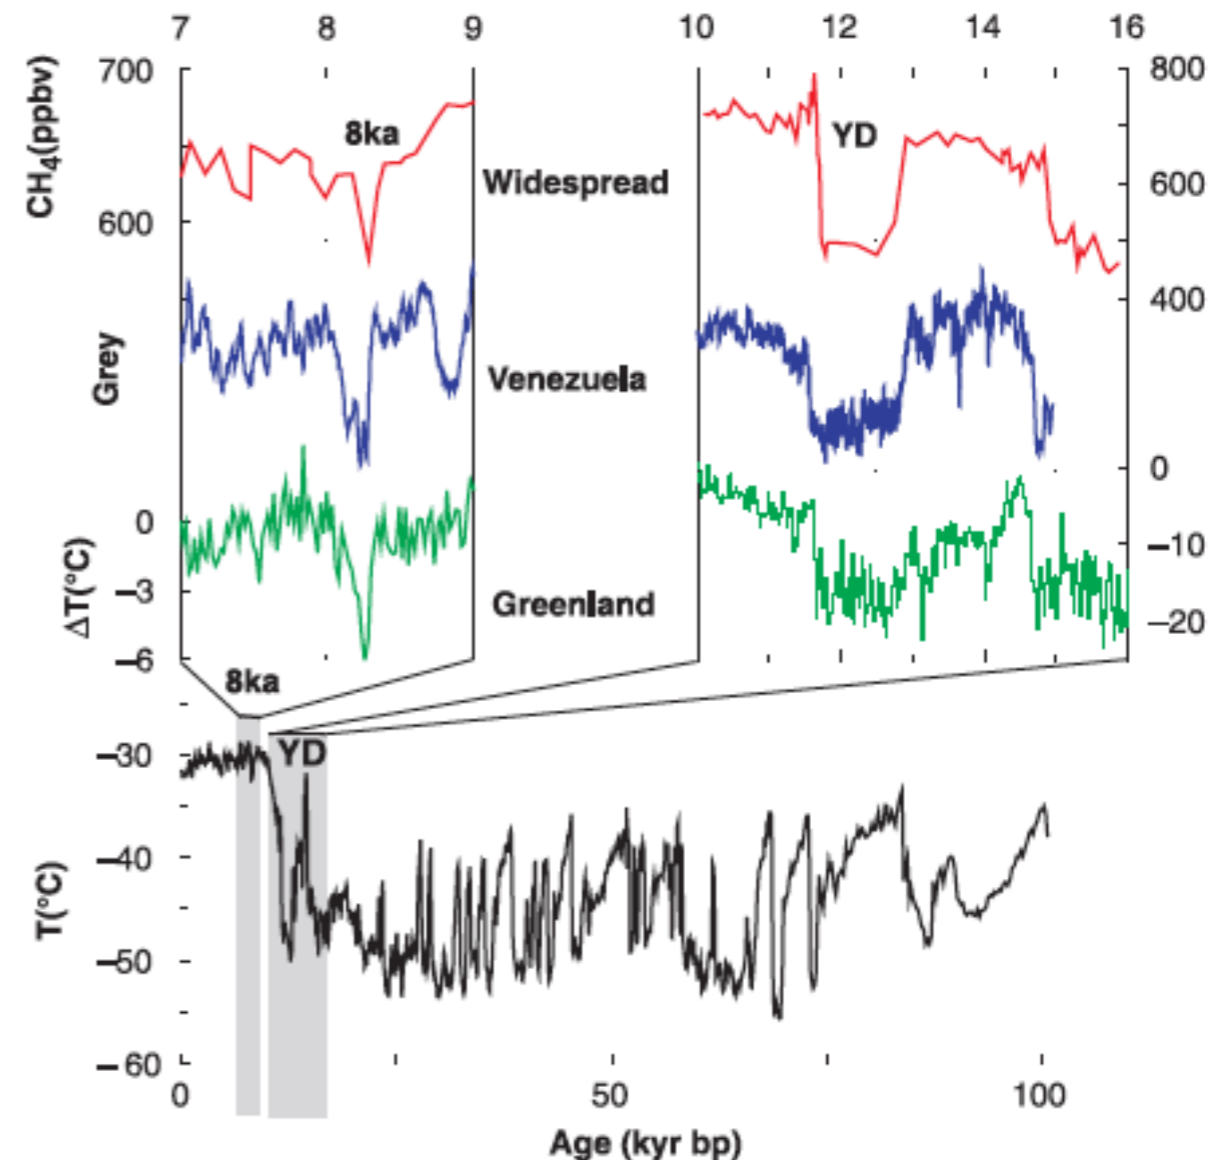 7 8 9 10 12 14 16
CH4(ppbv)
700
600
8ka
Widespread
YD
800
600
400
Grey
Venezuela
0
ΔT(°C)
0
−3
−6
Greenland
−10
−20
8ka
YD
T(°C)
−30
−40
−50
−60
0 50 100
Age (kyr bp)